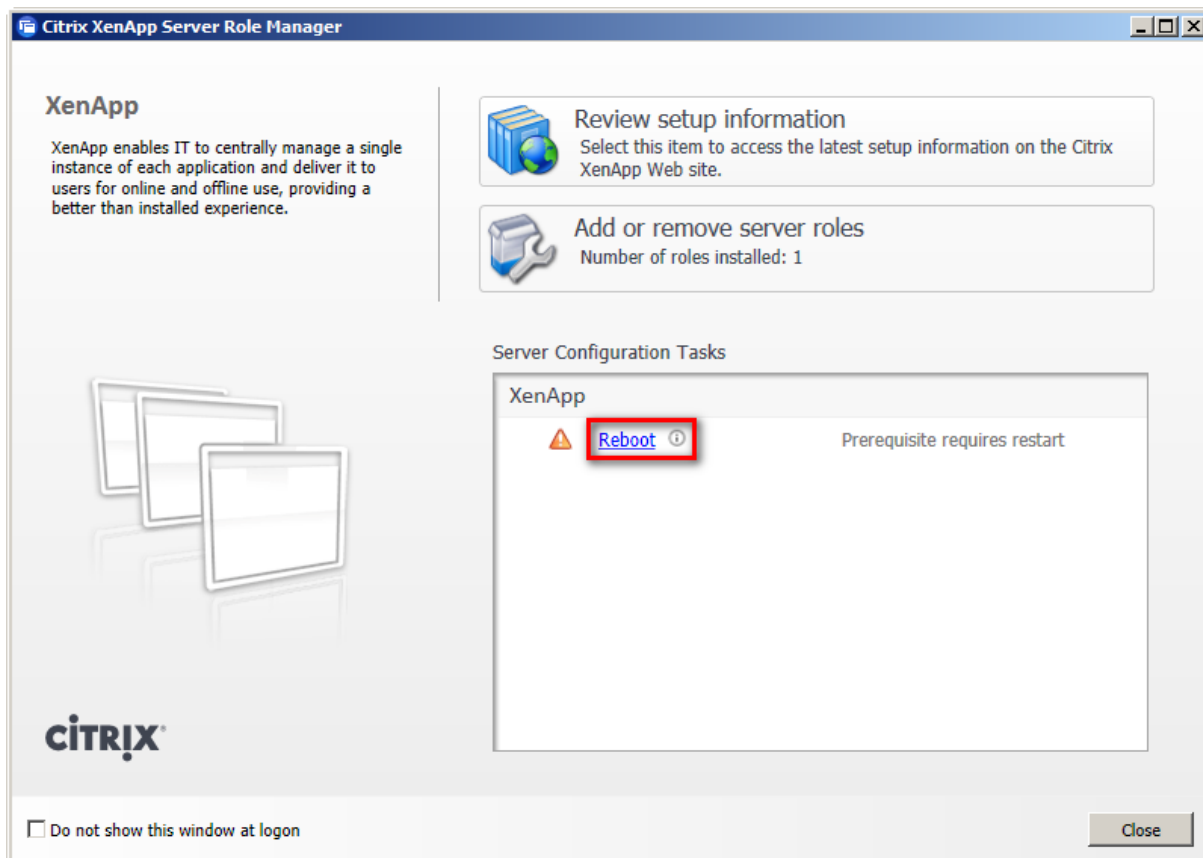 Citrix XenApp Server Role Manager
XenApp
XenApp enables IT to centrally manage a single
instance of each application and deliver it to
users for online and offline use, providing a
better than installed experience.
Review setup information
Select this item to access the latest setup information on the Citrix
XenApp Web site.
Add or remove server roles
Number of roles installed: 1
Server Configuration Tasks
XenApp
Reboot Prerequisite requires restart
CITRIX
Do not show this window at logon
Close